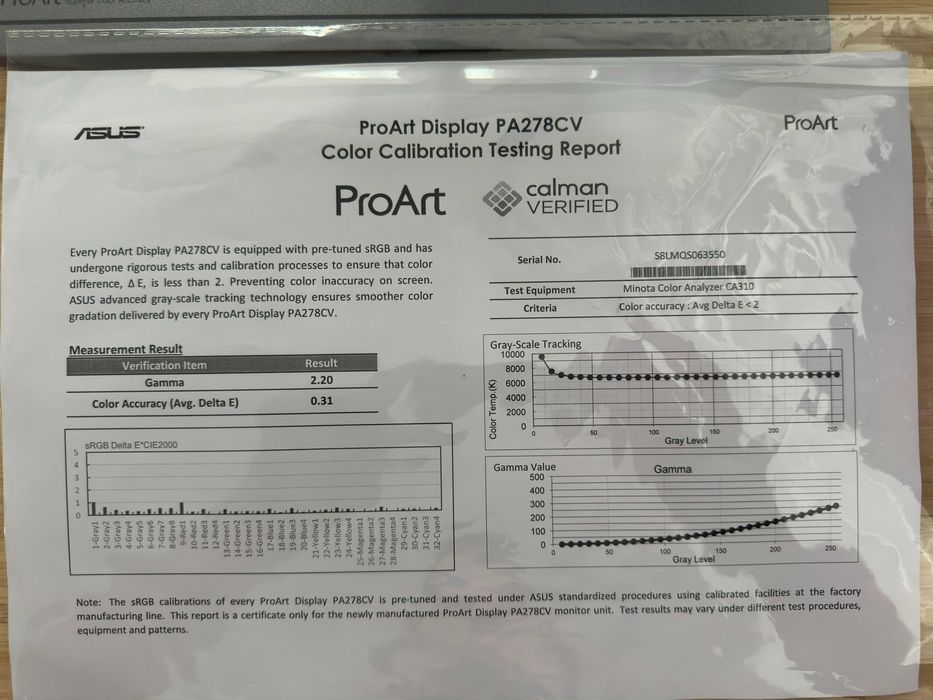 ProArt Superior Color Accuracy
ASUS
ProArt Display PA278CV
Color Calibration Testing Report
ProArt
ProArt
calman
VERIFIED
Every ProArt Display PA278CV is equipped with pre-tuned sRGB and has
undergone rigorous tests and calibration processes to ensure that color
difference, Δ E, is less than 2. Preventing color inaccuracy on screen.
ASUS advanced gray-scale tracking technology ensures smoother color
gradation delivered by every ProArt Display PA278CV.
Serial No. S8LMQS063550
Test Equipment Minota Color Analyzer CA310
Criteria Color accuracy : Avg Delta E < 2
Measurement Result
Verification Item Result
Gamma 2.20
Color Accuracy (Avg. Delta E) 0.31
sRGB Delta E*CIE2000
5
4
3
2
1
0
1-Gray1
2-Gray2
3-Gray3
4-Gray4
5-Gray5
6-Gray6
7-Gray7
8-Gray8
9-Red1
10-Red2
11-Red3
12-Red4
13-Green1
14-Green2
15-Green3
16-Green4
17-Blue1
18-Blue2
19-Blue3
20-Blue4
21-Yellow1
22-Yellow2
23-Yellow3
24-Yellow4
25-Magenta1
26-Magenta2
27-Magenta3
28-Magenta4
29-Cyan1
30-Cyan2
31-Cyan3
32-Cyan4
Gray-Scale Tracking
Color Temp.(K)
10000
8000
6000
4000
2000
0
0 50 100 150 200 250
Gray Level
Gamma Value
Gamma
500
400
300
200
100
0
0 50 100 150 200 250
Gray Level
Note: The sRGB calibrations of every ProArt Display PA278CV is pre-tuned and tested under ASUS standardized procedures using calibrated facilities at the factory
manufacturing line. This report is a certificate only for the newly manufactured ProArt Display PA278CV monitor unit. Test results may vary under different test procedures,
equipment and patterns.